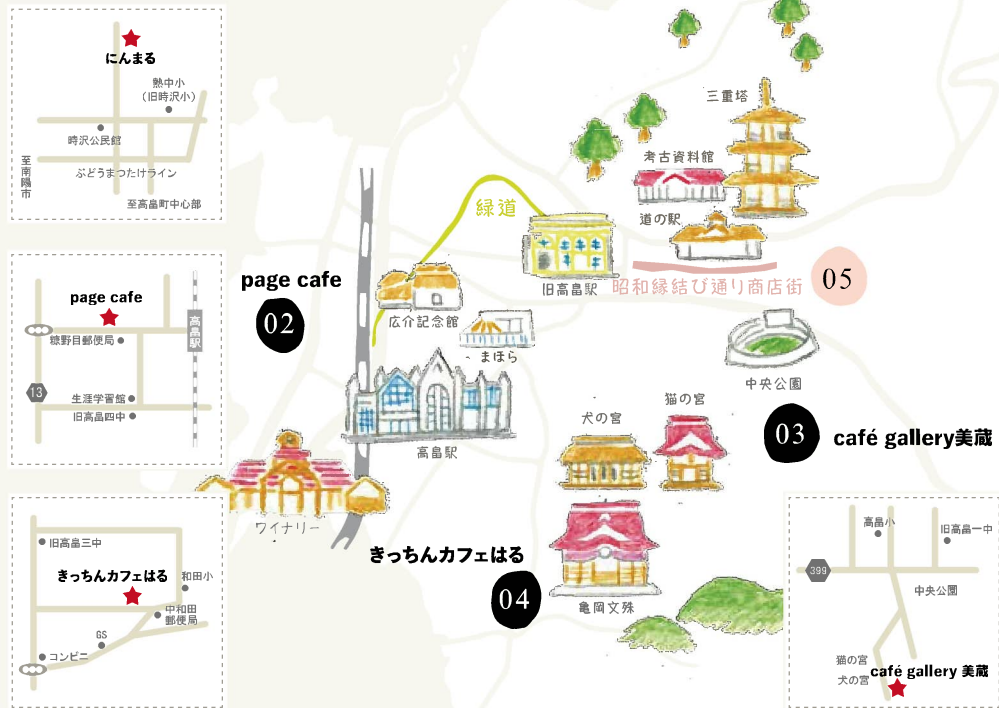 にんまる
熱中小
(旧時沢小)
時沢公民館
至南陽市
ぶどうまつたけライン
至高畠町中心部
page cafe
高畠駅
糠野目郵便局
13
生涯学習館
旧高畠四中
旧高畠三中
きっちんカフェはる
和田小
中和田
郵便局
GS
コンビニ
page cafe
02
緑道
広介記念館
まほら
高畠駅
ワイナリー
旧高畠駅
三重塔
考古資料館
道の駅
昭和縁結び通り商店街
05
中央公園
03
café gallery美蔵
犬の宮
猫の宮
きっちんカフェはる
04
亀岡文殊
高畠小
旧高畠一中
399
中央公園
猫の宮
犬の宮
café gallery 美蔵